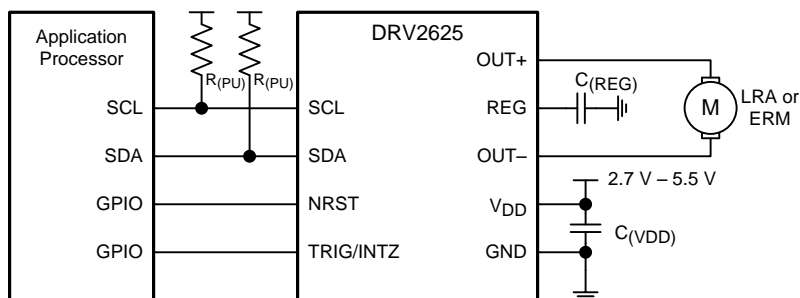 Application
Processor
SCL
SDA
GPIO
GPIO
R(PU)
R(PU)
DRV2625
SCL
SDA
NRST
TRIG/INTZ
OUT+
REG
OUT–
VDD
GND
C(REG)
M
LRA or
ERM
2.7 V – 5.5 V
C(VDD)